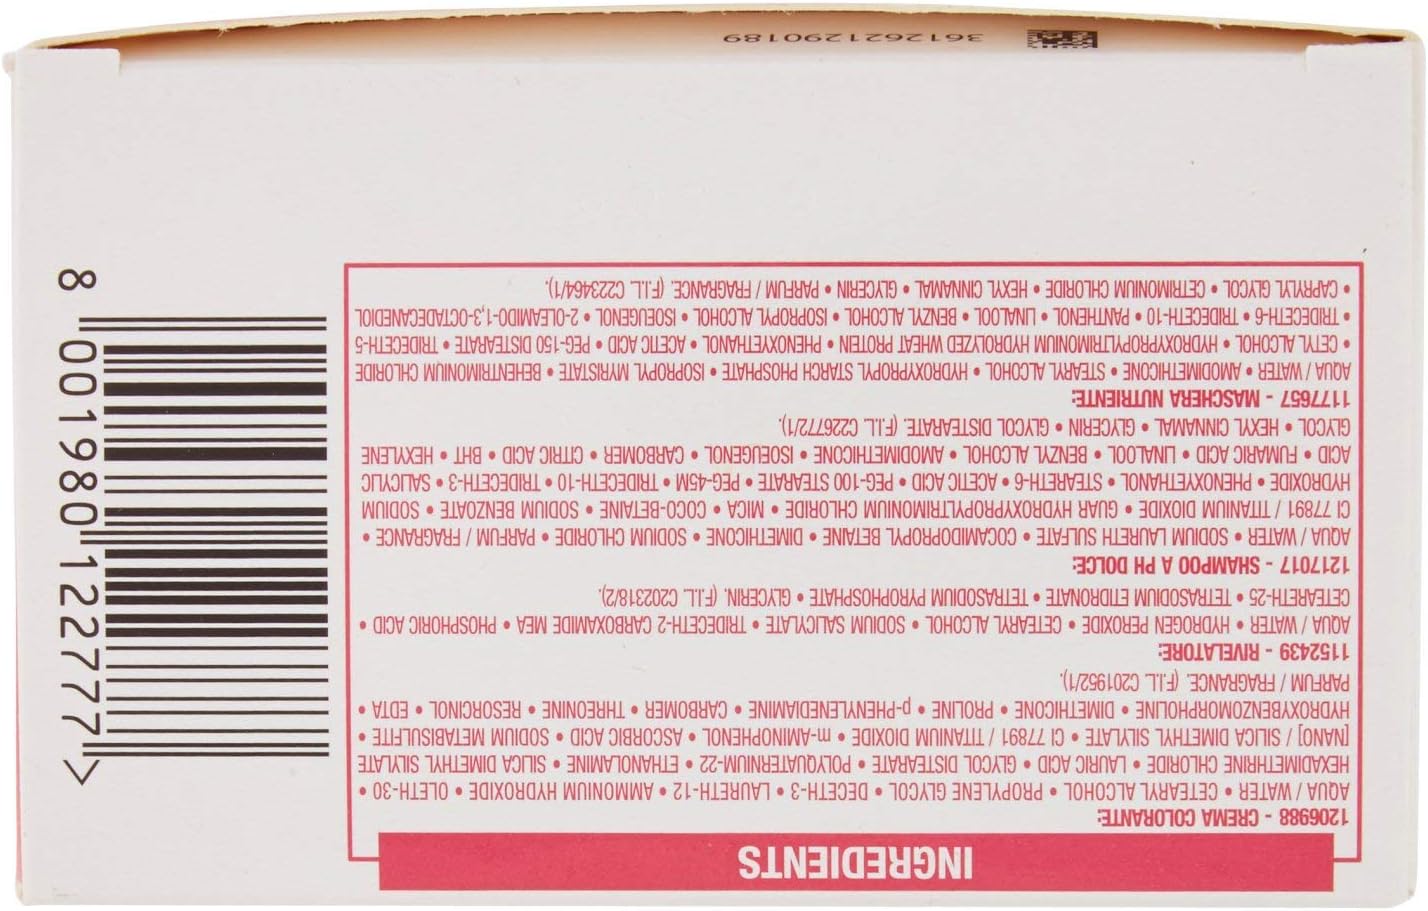 INGREDIENTS
1206988 - CREMA COLORANTE:
AQUA / WATER • CETEARYL ALCOHOL • PROPYLENE GLYCOL • DECETH-3 • LAURETH-12 • AMMONIUM HYDROXIDE • OLETH-30 •
HEXADIMETHRINE CHLORIDE • LAURIC ACID • GLYCOL DISTEARATE • POLYQUATERNIUM-22 • ETHANOLAMINE • SILICA DIMETHYL SILYLATE
[NANO] / SILICA DIMETHYL SILYLATE • CI 77891 / TITANIUM DIOXIDE • m-AMINOPHENOL • ASCORBIC ACID • SODIUM METABISULFITE •
HYDROXYBENZOMORPHOLINE • DIMETHICONE • PROLINE • p-PHENYLENEDIAMINE • CARBOMER • THREONINE • RESORCINOL • EDTA •
PARFUM / FRAGRANCE. (F.I.L. C201952/1).
1152439 - RIVELATORE:
AQUA / WATER • HYDROGEN PEROXIDE • CETEARYL ALCOHOL • SODIUM SALICYLATE • TRIDECETH-2 CARBOXAMIDE MEA • PHOSPHORIC ACID •
CETEARETH-25 • TETRASODIUM ETIDRONATE • TETRASODIUM PYROPHOSPHATE • GLYCERIN. (F.I.L. C202318/2).
1217017 - SHAMPOO A PH DOLCE:
AQUA / WATER • SODIUM LAURETH SULFATE • COCAMIDOPROPYL BETAINE • DIMETHICONE • SODIUM CHLORIDE • PARFUM / FRAGRANCE •
CI 77891 / TITANIUM DIOXIDE • GUAR HYDROXYPROPYLTRIMONIUM CHLORIDE • MICA • COCO-BETAINE • SODIUM BENZOATE • SODIUM
HYDROXIDE • PHENOXYETHANOL • STEARETH-6 • ACETIC ACID • PEG-100 STEARATE • PEG-45M • TRIDECETH-10 • TRIDECETH-3 • SALICYLIC
ACID • FUMARIC ACID • LINALOOL • BENZYL ALCOHOL • AMODIMETHICONE • ISOEUGENOL • CARBOMER • CITRIC ACID • BHT • HEXYLENE
GLYCOL • HEXYL CINNAMAL • GLYCERIN • GLYCOL DISTEARATE. (F.I.L. C226772/1).
1177657 - MASCHERA NUTRIENTE:
AQUA / WATER • AMODIMETHICONE • STEARYL ALCOHOL • HYDROXYPROPYL STARCH PHOSPHATE • ISOPROPYL MYRISTATE • BEHENTRIMONIUM CHLORIDE
• CETYL ALCOHOL • HYDROXYPROPYLTRIMONIUM HYDROLYZED WHEAT PROTEIN • PHENOXYETHANOL • ACETIC ACID • PEG-150 DISTEARATE • TRIDECETH-5
• TRIDECETH-6 • TRIDECETH-10 • PANTHENOL • LINALOOL • BENZYL ALCOHOL • ISOPROPYL ALCOHOL • ISOEUGENOL • 2-OLEAMIDO-1,3-OCTADECANEDIOL
• CAPRYLYL GLYCOL • CETRIMONIUM CHLORIDE • HEXYL CINNAMAL • GLYCERIN • PARFUM / FRAGRANCE. (F.I.L. C223464/1).
8 001980 122777 >
3612621290189